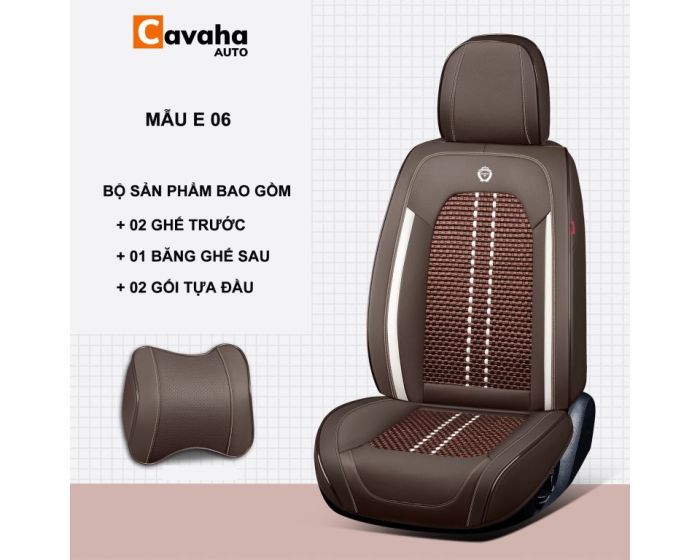 Cavaha
AUTO
MẪU E 06
BỘ SẢN PHẨM BAO GỒM
+ 02 GHẾ TRƯỚC
+ 01 BĂNG GHẾ SAU
+ 02 GỐI TỰA ĐẦU